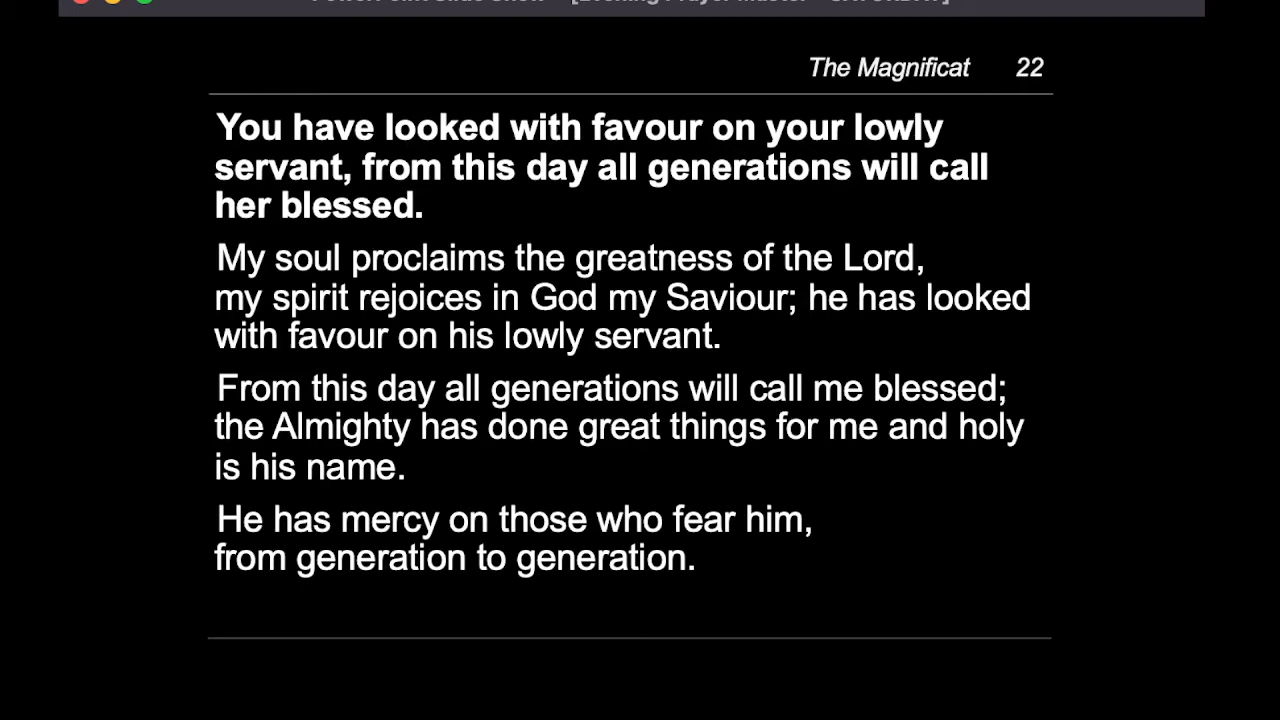 The Magnificat 22
You have looked with favour on your lowly
servant, from this day all generations will call
her blessed.
My soul proclaims the greatness of the Lord,
my spirit rejoices in God my Saviour; he has looked
with favour on his lowly servant.
From this day all generations will call me blessed;
the Almighty has done great things for me and holy
is his name.
He has mercy on those who fear him,
from generation to generation.